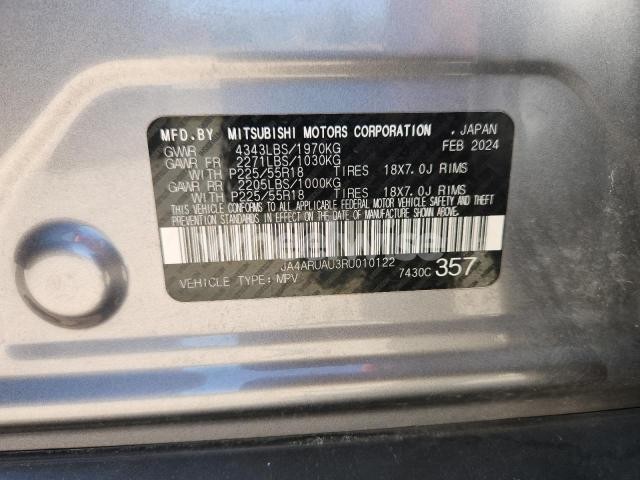 MFD.BY MITSUBISHI MOTORS CORPORATION , JAPAN
GVWR 4343LBS/1970KG FEB 2024
GAWR FR 2271LBS/1030KG
WITH P225/55R18 TIRES 18X7.0J RIMS
GAWR RR 2205LBS/1000KG
WITH P225/55R18 TIRES 18X7.0J RIMS
THIS VEHICLE CONFORMS TO ALL APPLICABLE FEDERAL MOTOR VEHICLE SAFETY AND
THEFT PREVENTION STANDARDS IN EFFECT ON THE DATE OF MANUFACTURE SHOWN ABOVE.
JA4ARUAU3RU010122
VEHICLE TYPE: MPV 7430C 357